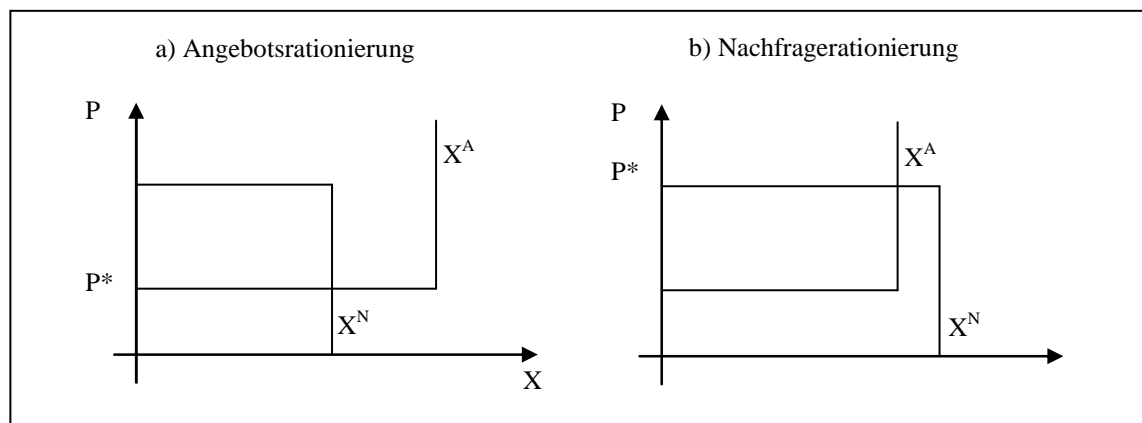 a) Angebotsrationierung
P
X^A
P*
X^N
X
b) Nachfragerationierung
P
X^A
P*
X^N